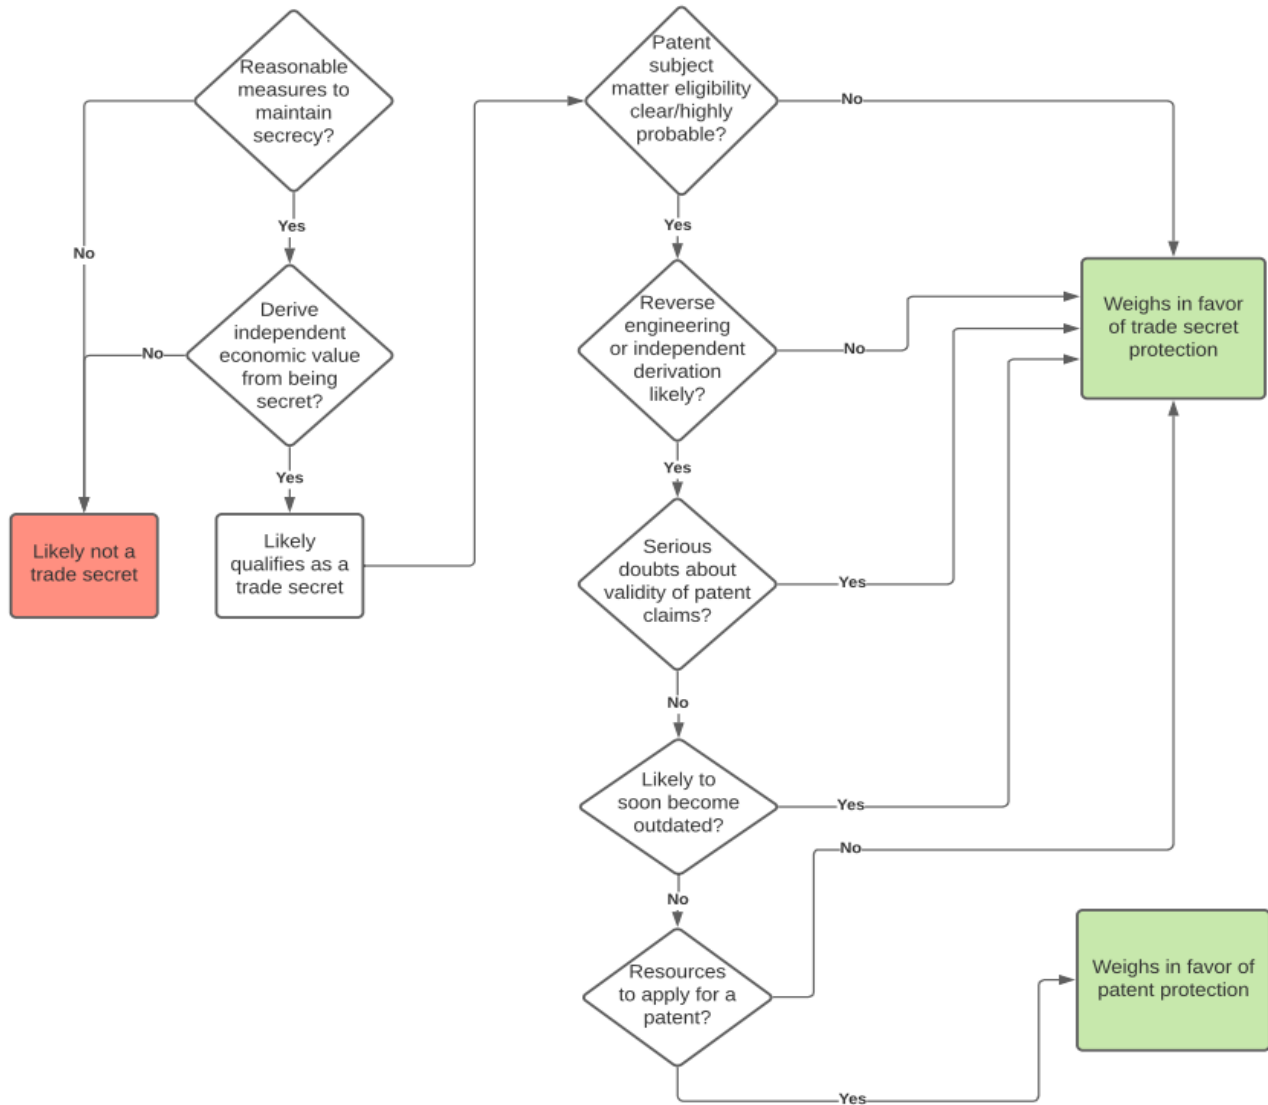 Reasonable
measures to
maintain
secrecy?
No
Yes
Derive
independent
economic value
from being
secret?
No
Yes
Likely not a
trade secret
Likely
qualifies as a
trade secret
Patent
subject
matter eligibility
clear/highly
probable?
No
Yes
Reverse
engineering
or independent
derivation
likely?
No
Yes
Serious
doubts about
validity of patent
claims?
Yes
No
Likely to
soon become
outdated?
Yes
No
Resources
to apply for a
patent?
No
Yes
Weighs in favor
of trade secret
protection
Weighs in favor of
patent protection